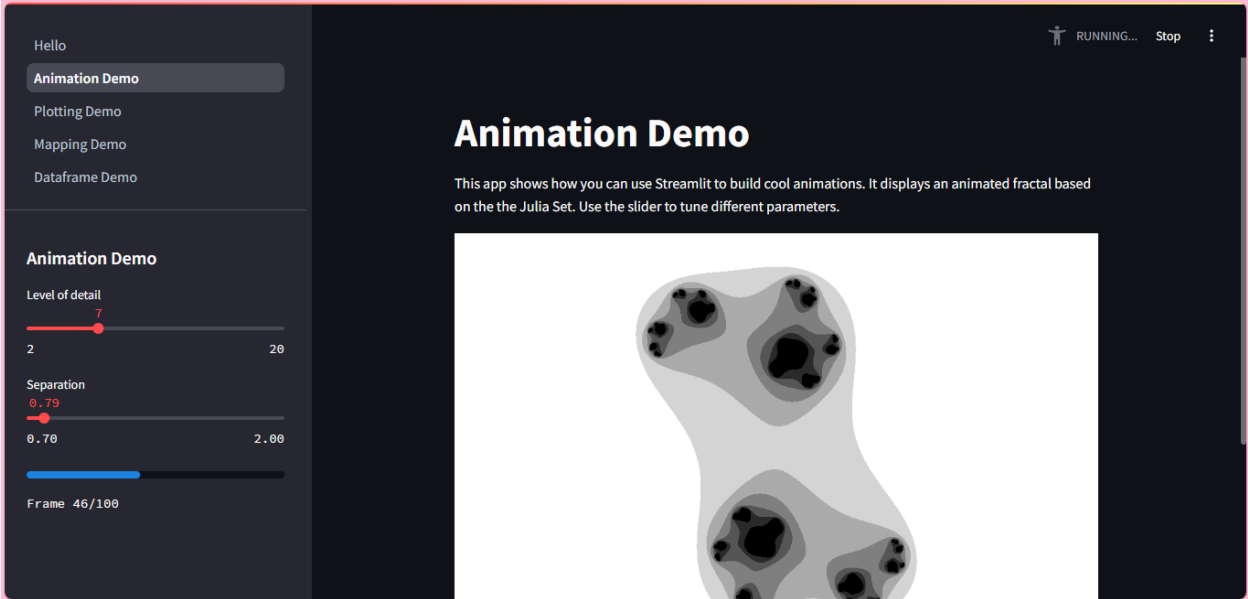 Hello
Animation Demo
Plotting Demo
Mapping Demo
Dataframe Demo
Animation Demo
Level of detail
7
2 20
Separation
0.79
0.70 2.00
Frame 46/100
RUNNING... Stop
Animation Demo
This app shows how you can use Streamlit to build cool animations. It displays an animated fractal based
on the the Julia Set. Use the slider to tune different parameters.